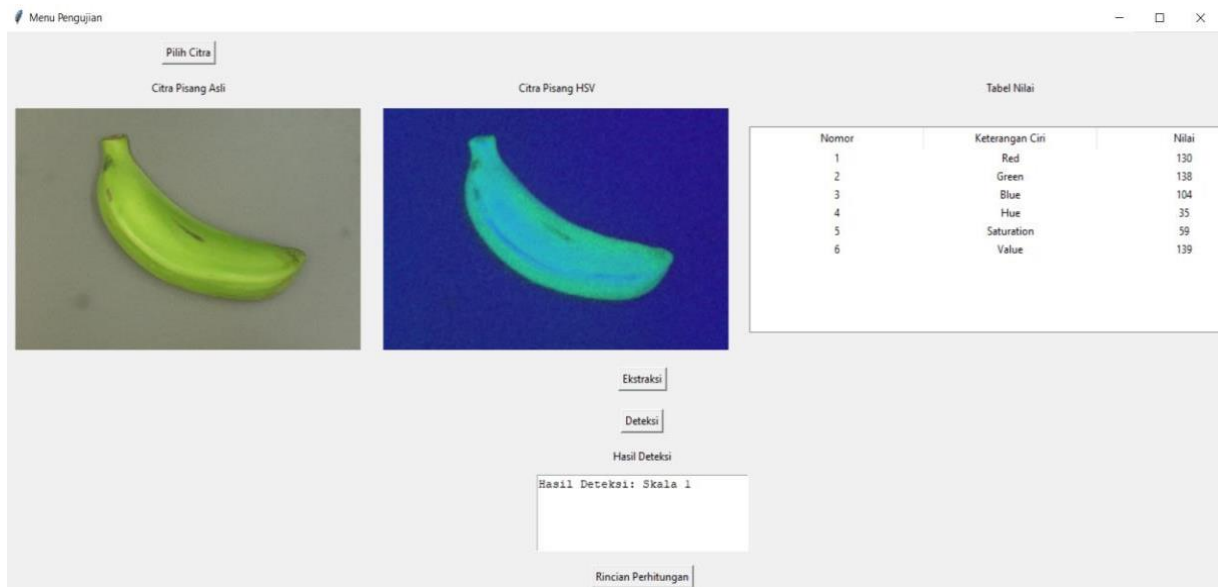 Menu Pengujian
Pilih Citra
Citra Pisang Asli
Citra Pisang HSV
Tabel Nilai
Nomor Keterangan Ciri Nilai
1 Red 130
2 Green 138
3 Blue 104
4 Hue 35
5 Saturation 59
6 Value 139
Ekstraksi
Deteksi
Hasil Deteksi
Hasil Deteksi: Skala 1
Rincian Perhitungan